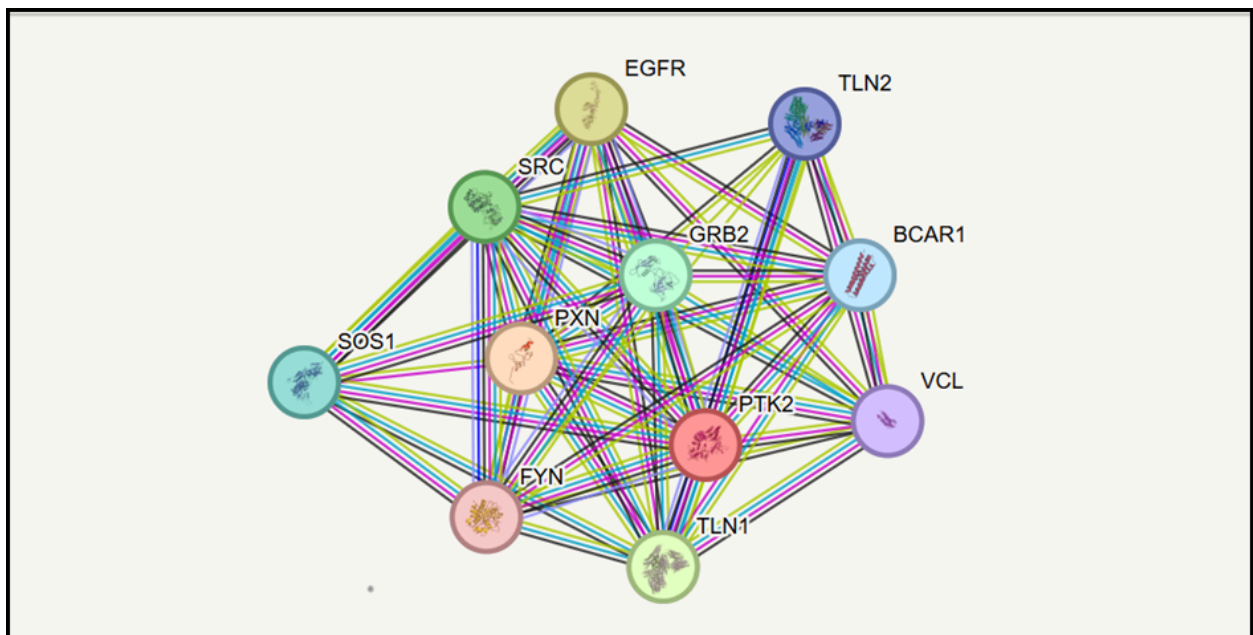 EGFR
TLN2
SRC
GRB2
BCAR1
PXN
SOS1
VCL
PTK2
FYN
TLN1